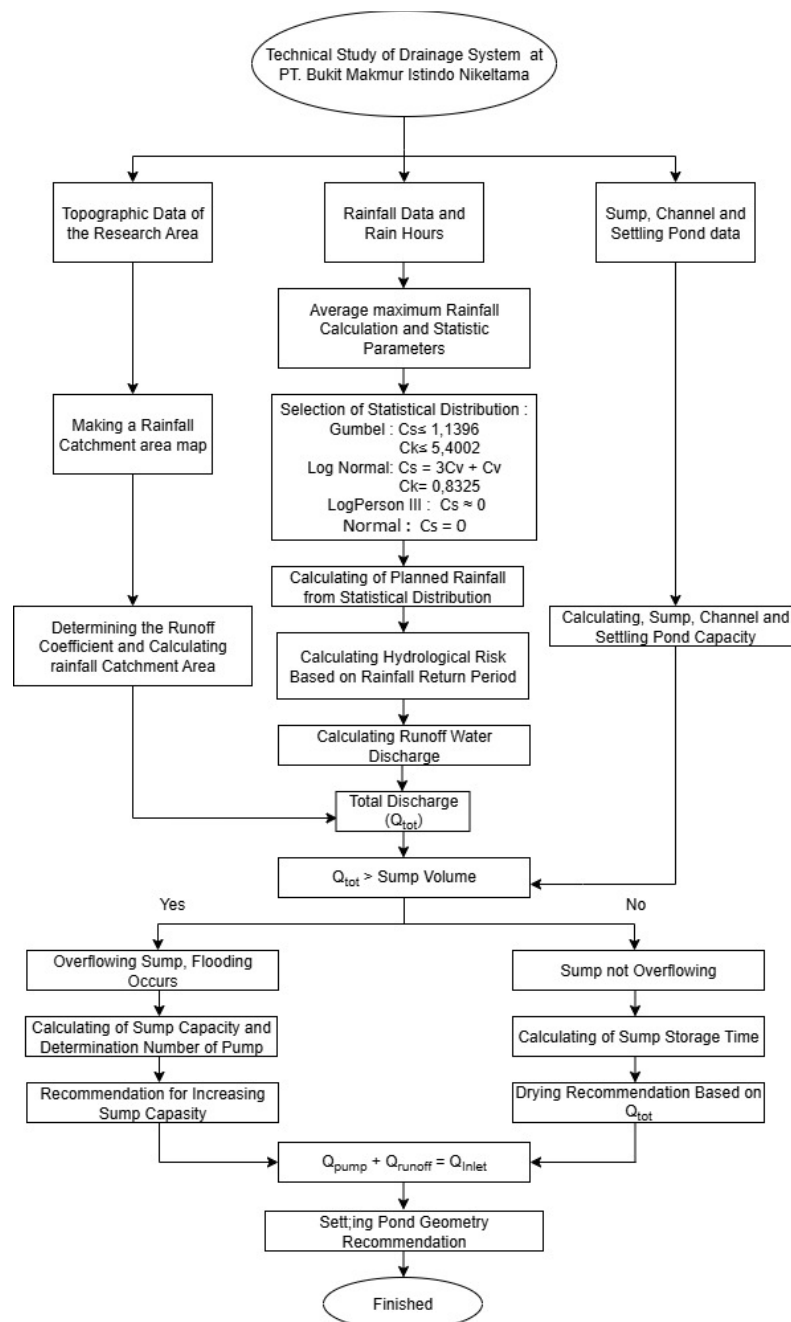 Technical Study of Drainage System at
PT. Bukit Makmur Istindo Nikeltama
Topographic Data of
the Research Area
Rainfall Data and
Rain Hours
Sump, Channel and
Settling Pond data
Average maximum Rainfall
Calculation and Statistic
Parameters
Making a Rainfall
Catchment area map
Selection of Statistical Distribution :
Gumbel : Cs≤ 1,1396
Ck≤ 5,4002
Log Normal: Cs = 3Cv + Cv
Ck= 0,8325
LogPerson III : Cs ≈ 0
Normal : Cs = 0
Calculating of Planned Rainfall
from Statistical Distribution
Determining the Runoff
Coefficient and Calculating
rainfall Catchment Area
Calculating, Sump, Channel and
Settling Pond Capacity
Calculating Hydrological Risk
Based on Rainfall Return Period
Calculating Runoff Water
Discharge
Total Discharge
(Qtot)
Qtot > Sump Volume
Yes
No
Overflowing Sump, Flooding
Occurs
Sump not Overflowing
Calculating of Sump Capacity and
Determination Number of Pump
Calculating of Sump Storage Time
Recommendation for Increasing
Sump Capasity
Drying Recommendation Based on
Qtot
Qpump + Qrunoff = QInlet
Sett;ing Pond Geometry
Recommendation
Finished